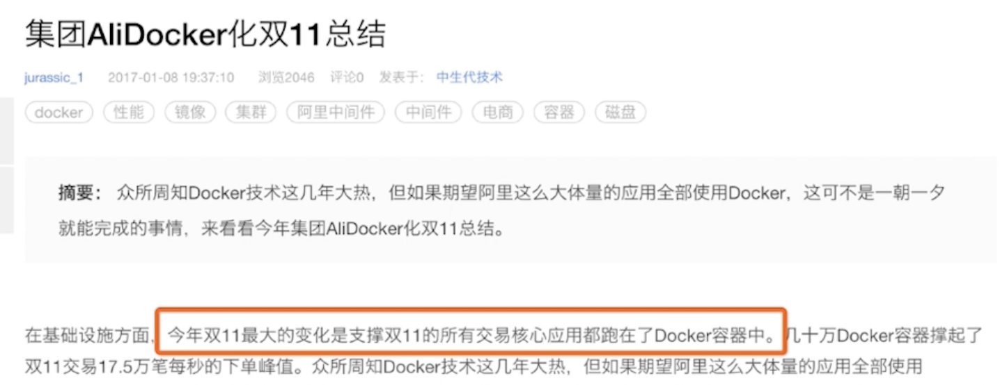 集团AliDocker化双11总结
jurassic_1 2017-01-08 19:37:10 浏览2046 评论0 发表于： 中生代技术
docker 性能 镜像 集群 阿里中间件 中间件 电商 容器 磁盘
摘要： 众所周知Docker技术这几年大热，但如果期望阿里这么大体量的应用全部使用Docker，这可不是一朝一夕
就能完成的事情，来看看今年集团AliDocker化双11总结。
在基础设施方面，今年双11最大的变化是支撑双11的所有交易核心应用都跑在了Docker容器中。几十万Docker容器撑起了
双11交易17.5万笔每秒的下单峰值。众所周知Docker技术这几年大热，但如果期望阿里这么大体量的应用全部使用